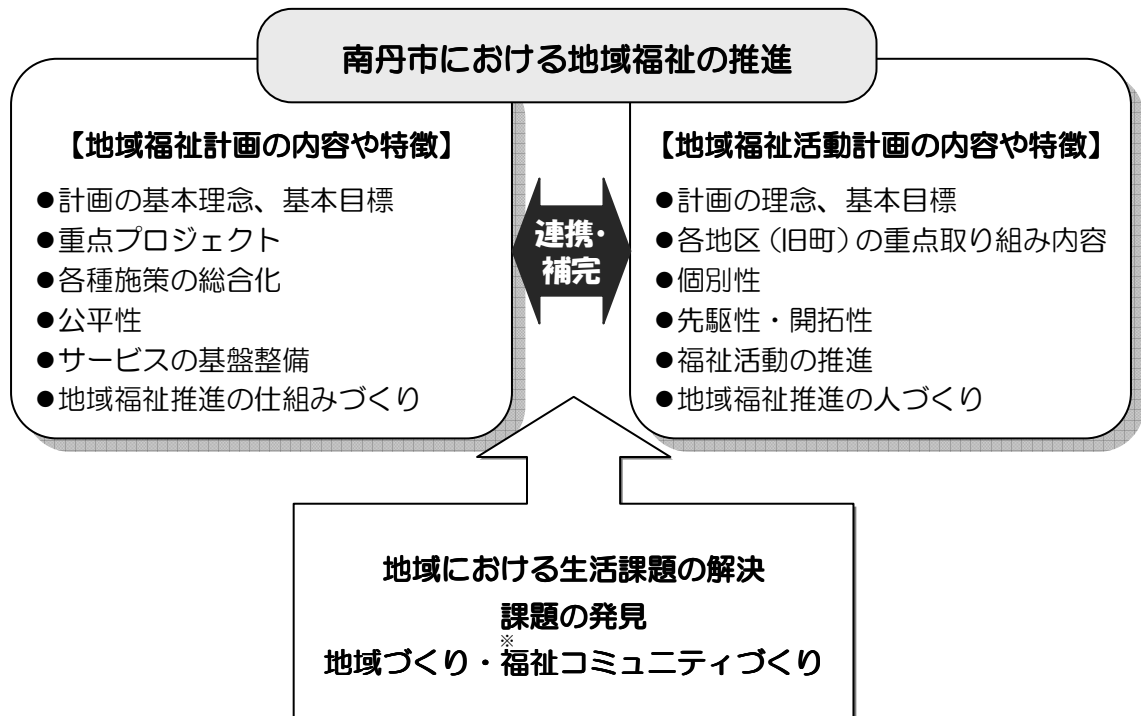 南丹市における地域福祉の推進
【地域福祉計画の内容や特徴】
●計画の基本理念、基本目標
●重点プロジェクト
●各種施策の総合化
●公平性
●サービスの基盤整備
●地域福祉推進の仕組みづくり
連携・
補完
【地域福祉活動計画の内容や特徴】
●計画の理念、基本目標
●各地区（旧町）の重点取り組み内容
●個別性
●先駆性・開拓性
●福祉活動の推進
●地域福祉推進の人づくり
地域における生活課題の解決
課題の発見
※
地域づくり・福祉コミュニティづくり